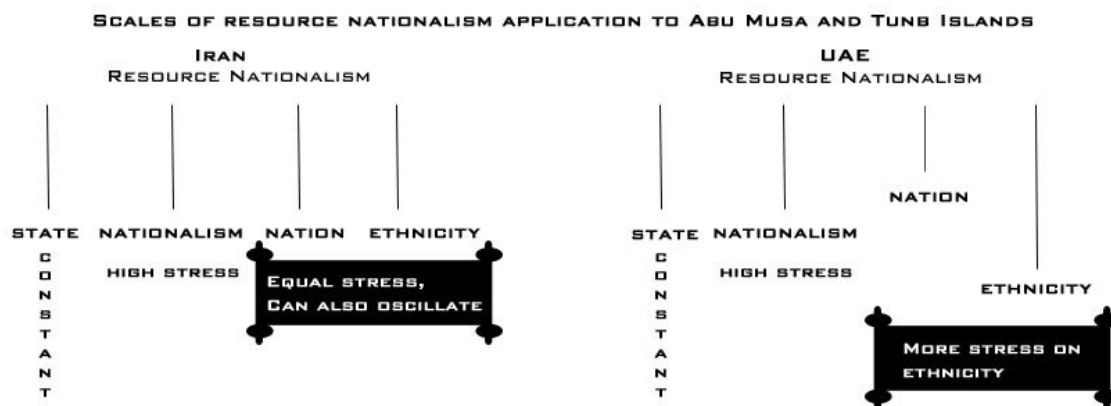 Scales of resource nationalism application to Abu Musa and Tunb Islands
Iran
Resource Nationalism
STATE NATIONALISM NATION ETHNICITY
CONSTANT
HIGH STRESS
Equal stress,
Can also oscillate
UAE
Resource Nationalism
NATION
STATE NATIONALISM
CONSTANT
HIGH STRESS
ETHNICITY
More stress on
ethnicity